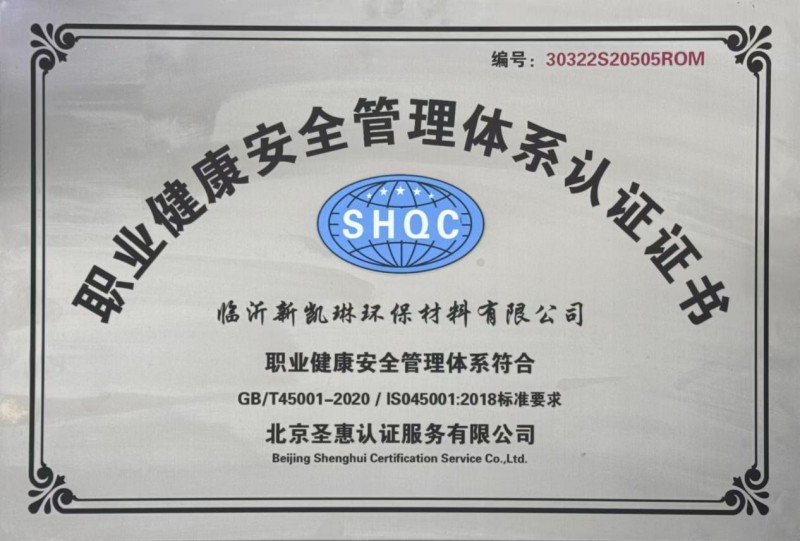 编号：30322S20505ROM
职业健康安全管理体系认证证书
SHQC
临沂新凯琳环保材料有限公司
职业健康安全管理体系符合
GB/T45001-2020 / ISO45001:2018标准要求
北京圣惠认证服务有限公司
Beijing Shenghui Certification Service Co.,Ltd.